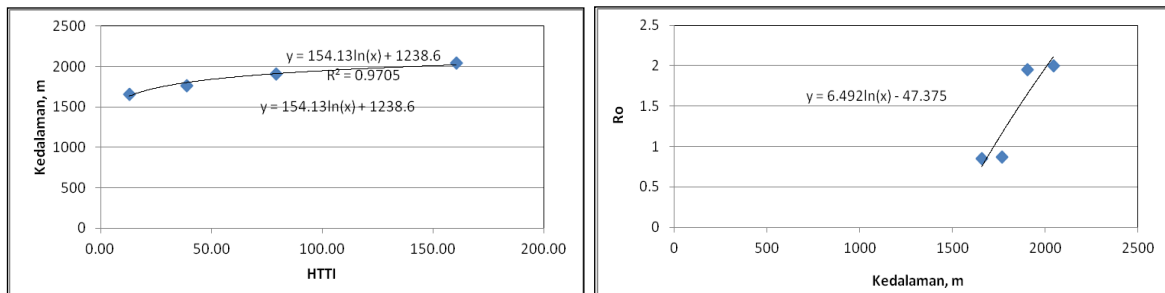 2500
2000
1500
1000
500
0
Kedalaman, m
y = 154.13ln(x) + 1238.6
R² = 0.9705
y = 154.13ln(x) + 1238.6
0.00 50.00 100.00 150.00 200.00
HTTI
2.5
2
1.5
1
0.5
0
Ro
y = 6.492ln(x) - 47.375
0 500 1000 1500 2000 2500
Kedalaman, m